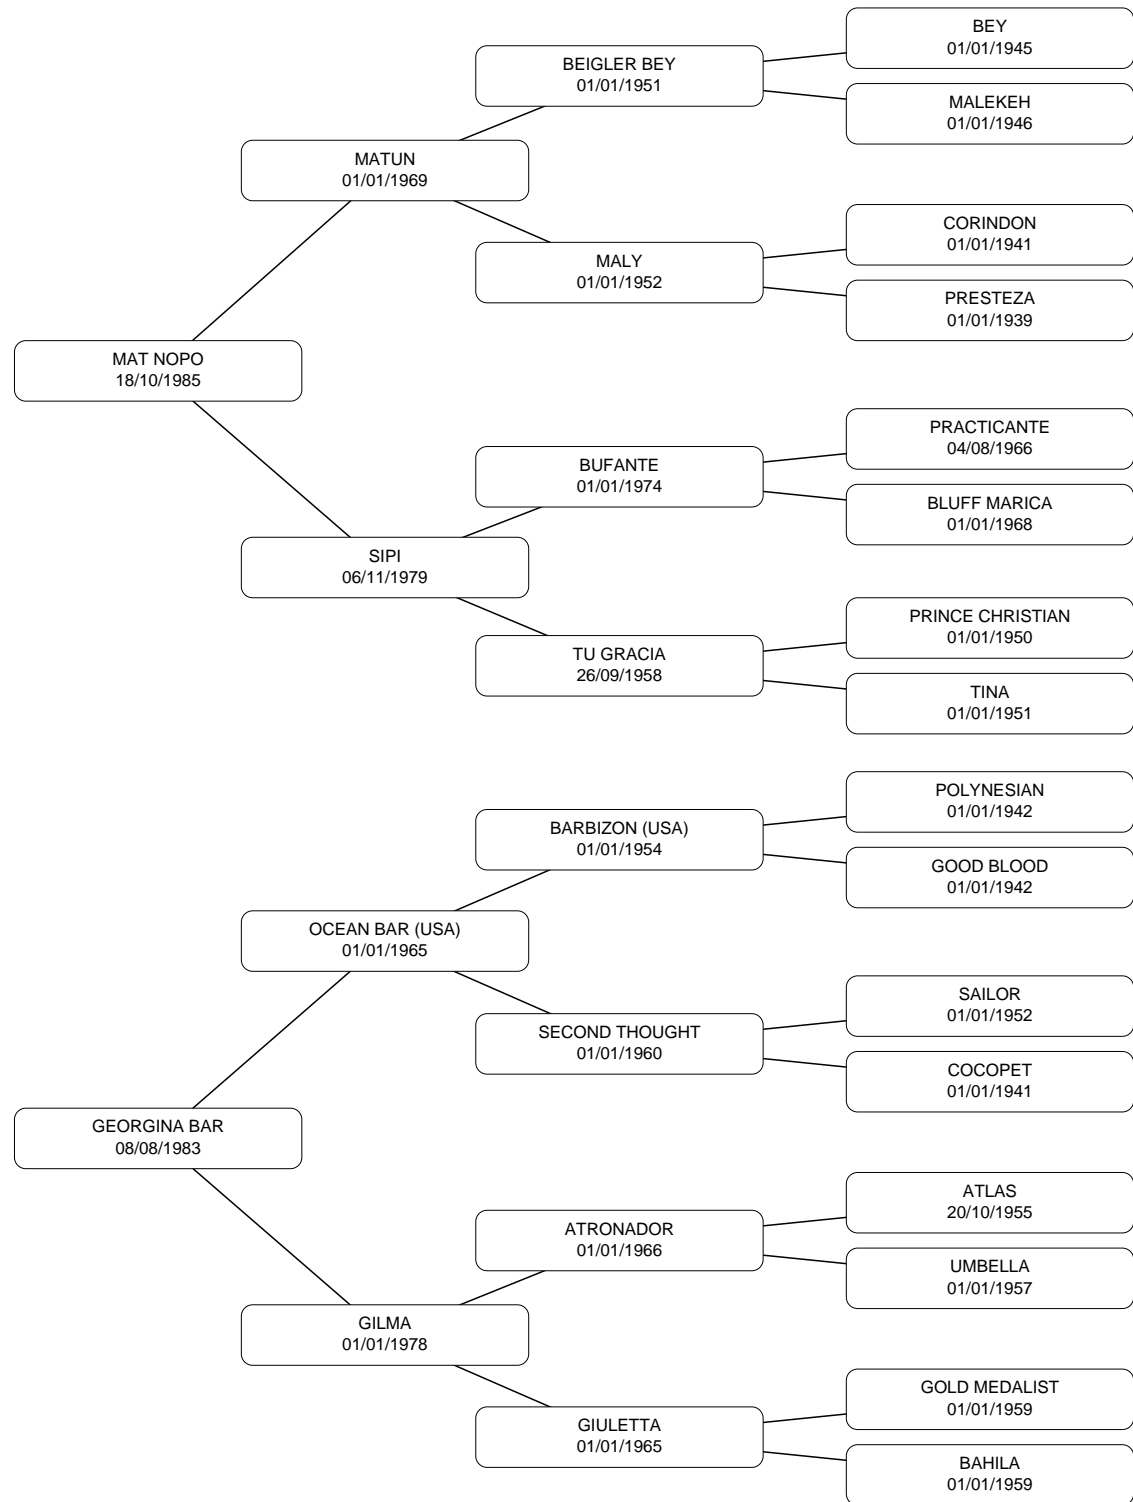 BEY
01/01/1945
BEIGLER BEY
01/01/1951
MALEKEH
01/01/1946
MATUN
01/01/1969
CORINDON
01/01/1941
MALY
01/01/1952
PRESTEZA
01/01/1939
MAT NOPO
18/10/1985
PRACTICANTE
04/08/1966
BUFANTE
01/01/1974
BLUFF MARICA
01/01/1968
SIPI
06/11/1979
PRINCE CHRISTIAN
01/01/1950
TU GRACIA
26/09/1958
TINA
01/01/1951
POLYNESIAN
01/01/1942
BARBIZON (USA)
01/01/1954
GOOD BLOOD
01/01/1942
OCEAN BAR (USA)
01/01/1965
SAILOR
01/01/1952
SECOND THOUGHT
01/01/1960
COCOPET
01/01/1941
GEORGINA BAR
08/08/1983
ATLAS
20/10/1955
ATRONADOR
01/01/1966
UMBELLA
01/01/1957
GILMA
01/01/1978
GOLD MEDALIST
01/01/1959
GIULETTA
01/01/1965
BAHILA
01/01/1959